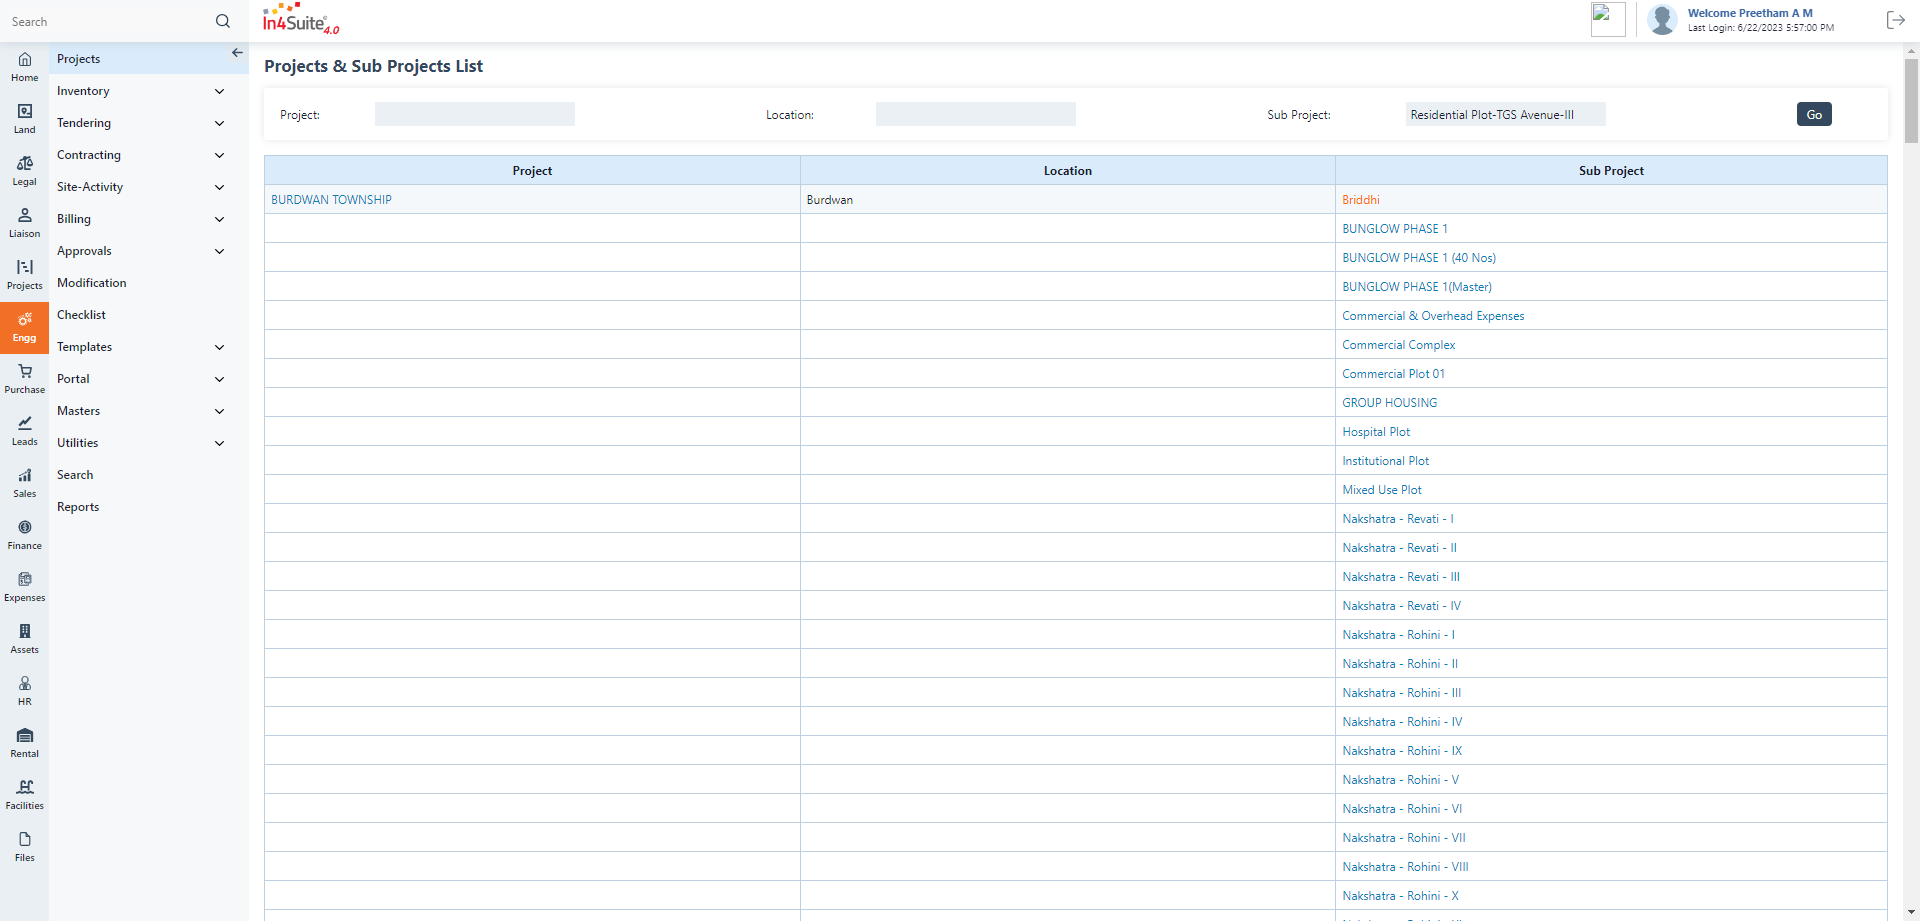 Search
In4Suite® 4.0
Welcome Preetham A M
Last Login: 6/22/2023 5:57:00 PM
Home
Land
Legal
Liaison
Projects
Engg
Purchase
Leads
Sales
Finance
Expenses
Assets
HR
Rental
Facilities
Files
Projects
Inventory
Tendering
Contracting
Site-Activity
Billing
Approvals
Modification
Checklist
Templates
Portal
Masters
Utilities
Search
Reports
Projects & Sub Projects List
Project: Location: Sub Project: Residential Plot-TGS Avenue-III Go
Project Location Sub Project
BURDWAN TOWNSHIP Burdwan Briddhi
BUNGLOW PHASE 1
BUNGLOW PHASE 1 (40 Nos)
BUNGLOW PHASE 1(Master)
Commercial & Overhead Expenses
Commercial Complex
Commercial Plot 01
GROUP HOUSING
Hospital Plot
Institutional Plot
Mixed Use Plot
Nakshatra - Revati - I
Nakshatra - Revati - II
Nakshatra - Revati - III
Nakshatra - Revati - IV
Nakshatra - Rohini - I
Nakshatra - Rohini - II
Nakshatra - Rohini - III
Nakshatra - Rohini - IV
Nakshatra - Rohini - IX
Nakshatra - Rohini - V
Nakshatra - Rohini - VI
Nakshatra - Rohini - VII
Nakshatra - Rohini - VIII
Nakshatra - Rohini - X